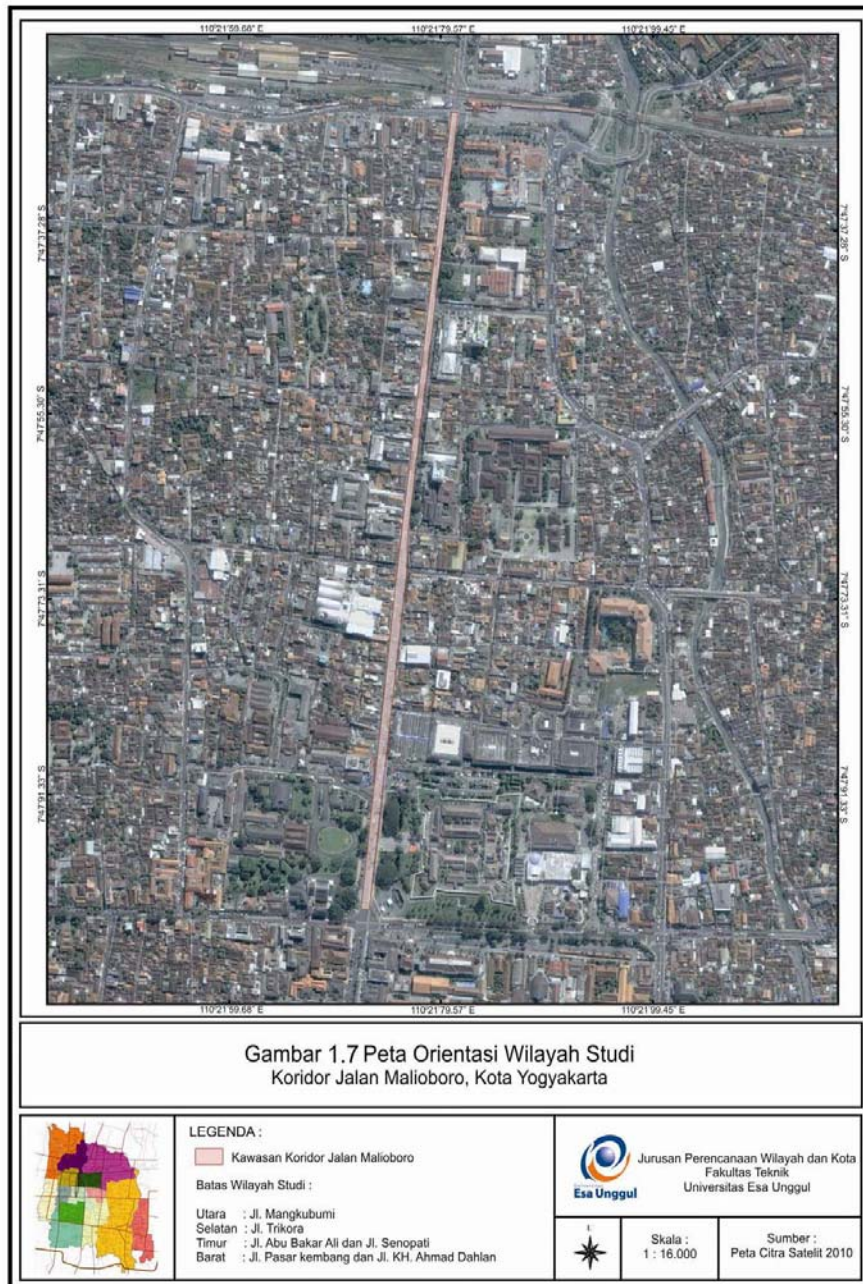 110°21'59.68" E
110°21'79.57" E
110°21'99.45" E
7°47'37.28" S
7°47'37.28" S
7°47'55.30" S
7°47'55.30" S
7°47'73.31" S
7°47'73.31" S
7°47'91.33" S
7°47'91.33" S
110°21'59.68" E
110°21'79.57" E
110°21'99.45" E
Gambar 1.7 Peta Orientasi Wilayah Studi
Koridor Jalan Malioboro, Kota Yogyakarta
LEGENDA :
Kawasan Koridor Jalan Malioboro
Batas Wilayah Studi :
Utara : Jl. Mangkubumi
Selatan : Jl. Trikora
Timur : Jl. Abu Bakar Ali dan Jl. Senopati
Barat : Jl. Pasar kembang dan Jl. KH. Ahmad Dahlan
Esa Unggul
Jurusan Perencanaan Wilayah dan Kota
Fakultas Teknik
Universitas Esa Unggul
Skala :
1 : 16.000
Sumber :
Peta Citra Satelit 2010